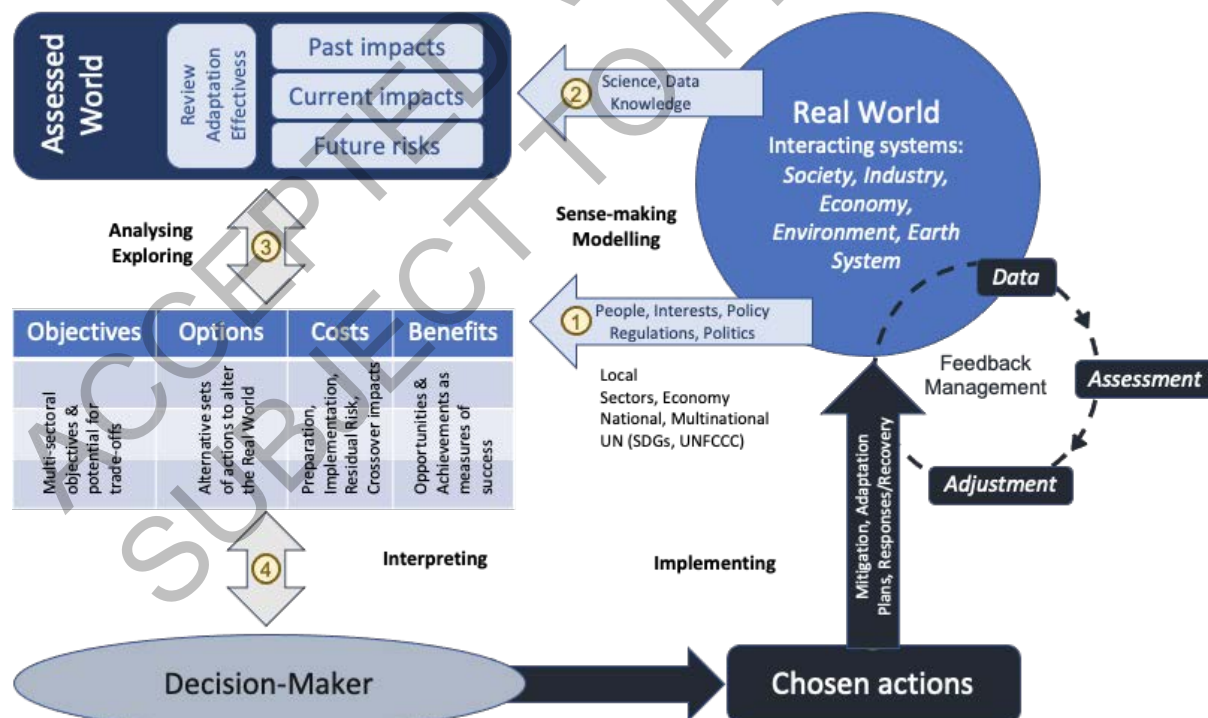 Assessed
World
Review
Adaptation
Effectivess
Past impacts
Current impacts
Future risks
2
Science, Data
Knowledge
Real World
Interacting systems:
Society, Industry,
Economy,
Environment, Earth
System
Analysing
Exploring
3
Sense-making
Modelling
1
People, Interests, Policy
Regulations, Politics
Local
Sectors, Economy
National, Multinational
UN (SDGs, UNFCCC)
Data
Feedback
Management
Assessment
Adjustment
Objectives
Options
Costs
Benefits
Multi-sectoral
objectives &
potential for
trade-offs
Alternative sets
of actions to alter
the Real World
Preparation,
Implementation,
Residual Risk,
Crossover impacts
Opportunities &
Achievements as
measures of
success
4
Interpreting
Implementing
Mitigation, Adaptation
Plans, Responses/Recovery
Decision-Maker
Chosen actions
ACCEPTED
SUBJECT TO